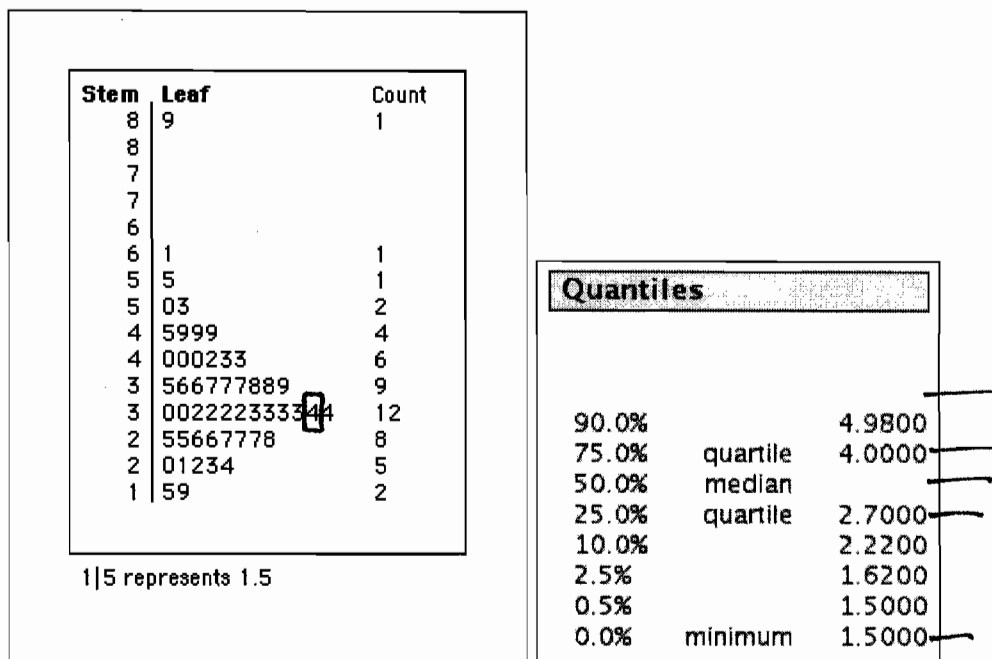 Stem Leaf Count
8 9 1
8
7
7
6
6 1 1
5 5 1
5 03 2
4 5999 4
4 000233 6
3 566777889 9
3 002222333344 12
2 55667778 8
2 01234 5
1 59 2
1|5 represents 1.5
Quantiles
90.0% 4.9800
75.0% quartile 4.0000
50.0% median
25.0% quartile 2.7000
10.0% 2.2200
2.5% 1.6200
0.5% 1.5000
0.0% minimum 1.5000